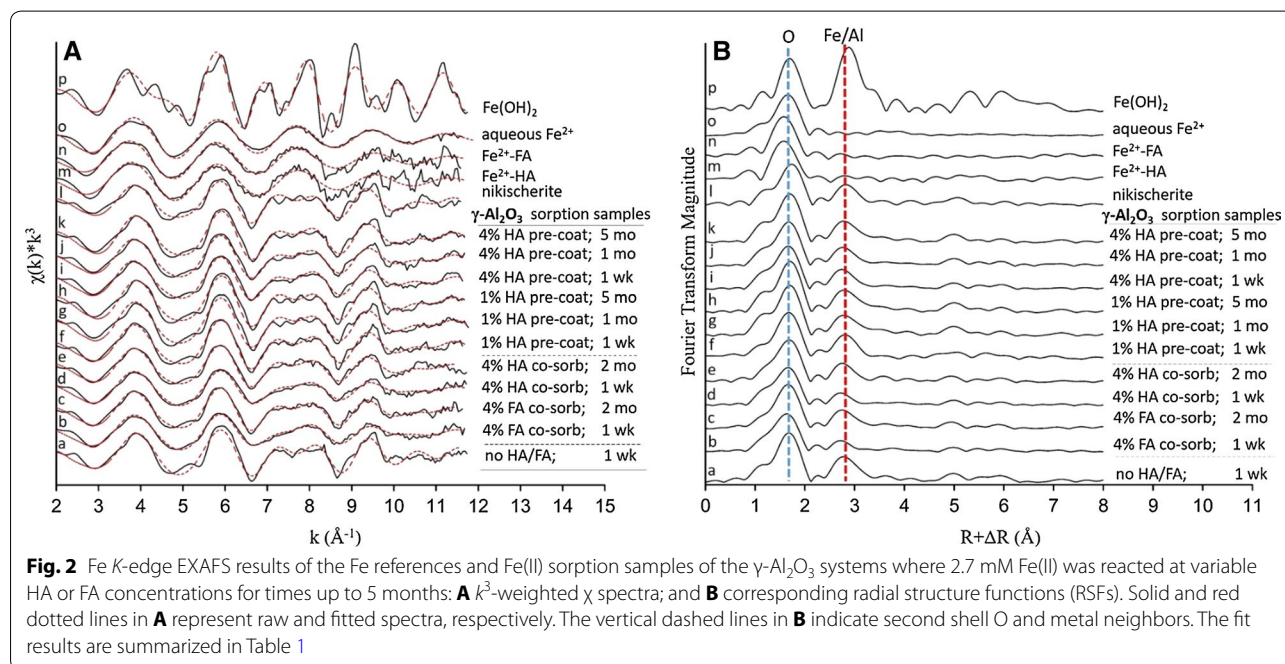 A
χ(k)*k³
p
o
n
m
l
k
j
i
h
g
f
e
d
c
b
a
Fe(OH)₂
aqueous Fe²⁺
Fe²⁺-FA
Fe²⁺-HA
nikischerite
γ-Al₂O₃ sorption samples
4% HA pre-coat; 5 mo
4% HA pre-coat; 1 mo
4% HA pre-coat; 1 wk
1% HA pre-coat; 5 mo
1% HA pre-coat; 1 mo
1% HA pre-coat; 1 wk
4% HA co-sorb; 2 mo
4% HA co-sorb; 1 wk
4% FA co-sorb; 2 mo
4% FA co-sorb; 1 wk
no HA/FA; 1 wk
2 3 4 5 6 7 8 9 10 11 12 13 14 15
k (Å⁻¹)
B
O
Fe/Al
Fourier Transform Magnitude
p
o
n
m
l
k
j
i
h
g
f
e
d
c
b
a
Fe(OH)₂
aqueous Fe²⁺
Fe²⁺-FA
Fe²⁺-HA
nikischerite
γ-Al₂O₃ sorption samples
4% HA pre-coat; 5 mo
4% HA pre-coat; 1 mo
4% HA pre-coat; 1 wk
1% HA pre-coat; 5 mo
1% HA pre-coat; 1 mo
1% HA pre-coat; 1 wk
4% HA co-sorb; 2 mo
4% HA co-sorb; 1 wk
4% FA co-sorb; 2 mo
4% FA co-sorb; 1 wk
no HA/FA; 1 wk
0 1 2 3 4 5 6 7 8 9 10 11
R+ΔR (Å)
Fig. 2 Fe K-edge EXAFS results of the Fe references and Fe(II) sorption samples of the γ-Al₂O₃ systems where 2.7 mM Fe(II) was reacted at variable
HA or FA concentrations for times up to 5 months: A k³-weighted χ spectra; and B corresponding radial structure functions (RSFs). Solid and red
dotted lines in A represent raw and fitted spectra, respectively. The vertical dashed lines in B indicate second shell O and metal neighbors. The fit
results are summarized in Table 1